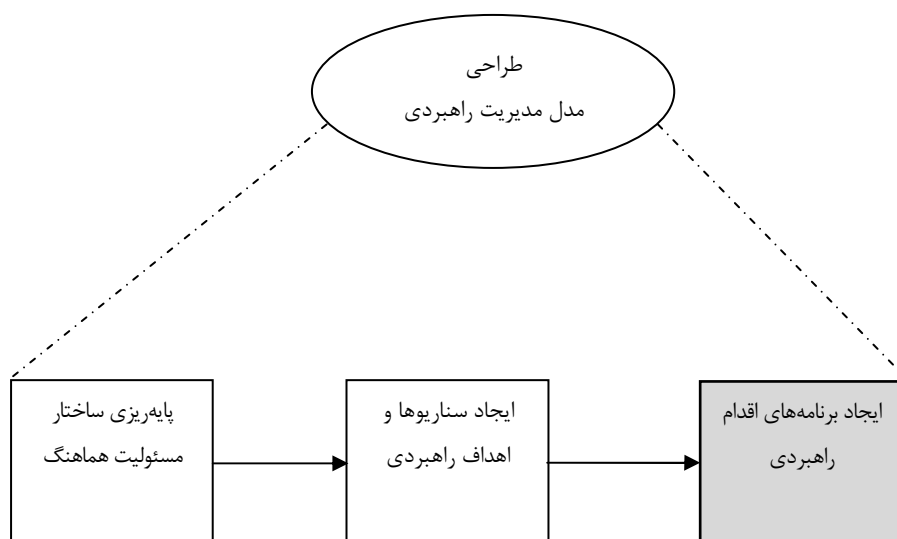 طراحی
مدل مدیریت راهبردی
پایه‌ریزی ساختار
مسئولیت هماهنگ
ایجاد سناریوها و
اهداف راهبردی
ایجاد برنامه‌های اقدام
راهبردی